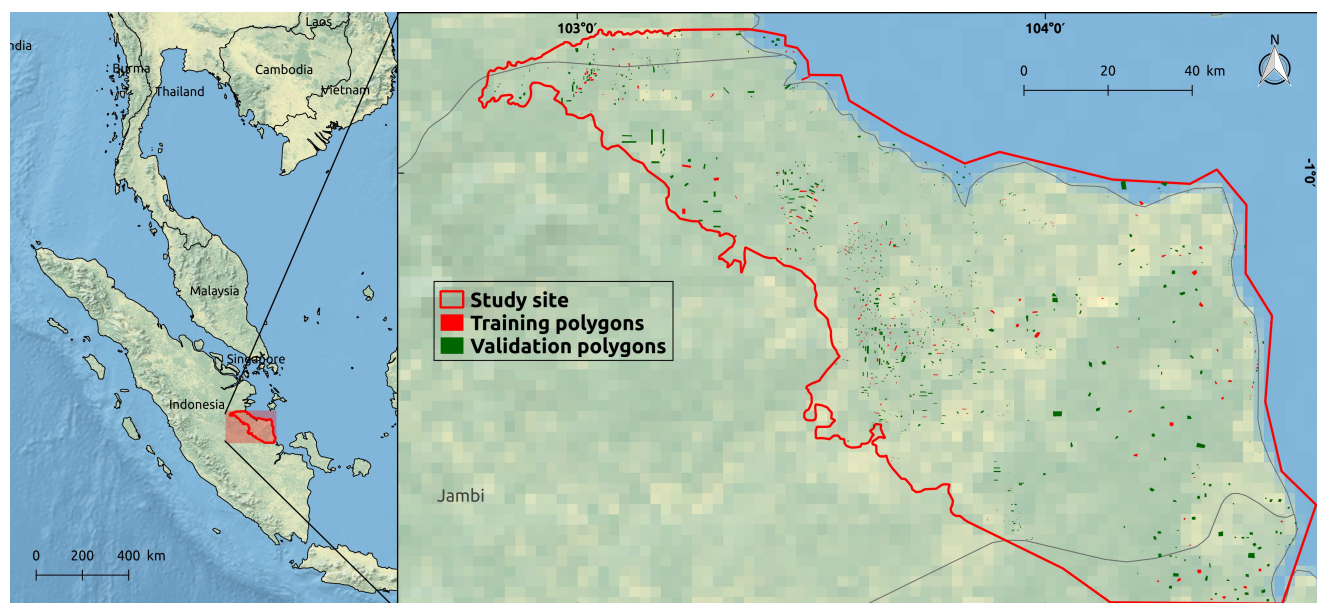 Laos
ndia
Burma
Thailand
Cambodia
Vietnam
Malaysia
Singapore
Indonesia
0 200 400 km
103°0′
104°0′
N
0 20 40 km
-1°0′
Study site
Training polygons
Validation polygons
Jambi